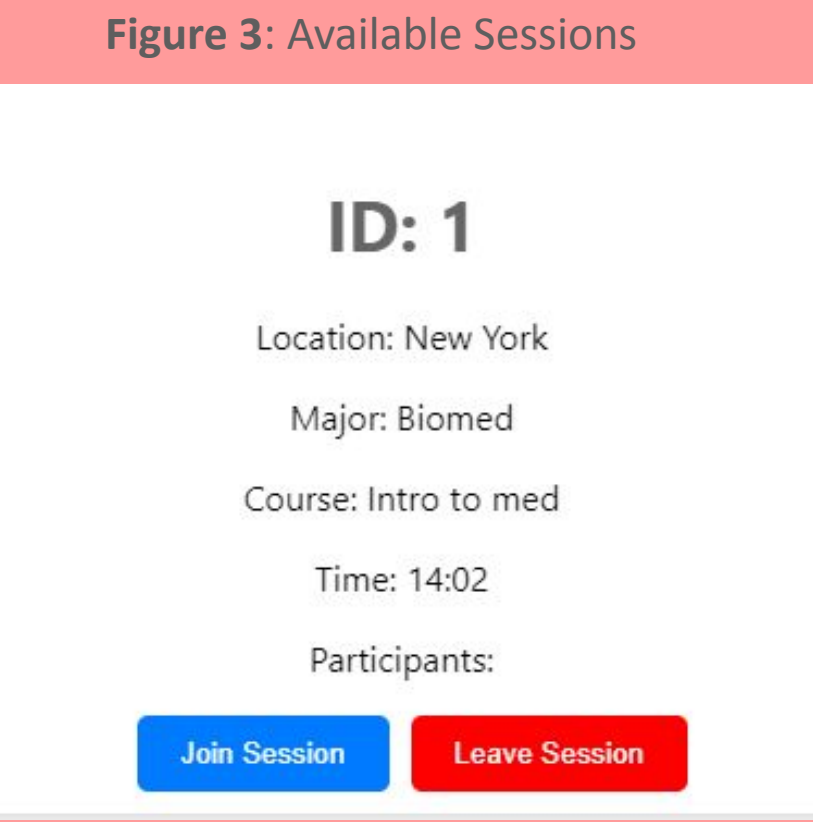 Figure 3: Available Sessions
ID: 1
Location: New York
Major: Biomed
Course: Intro to med
Time: 14:02
Participants:
Join Session Leave Session